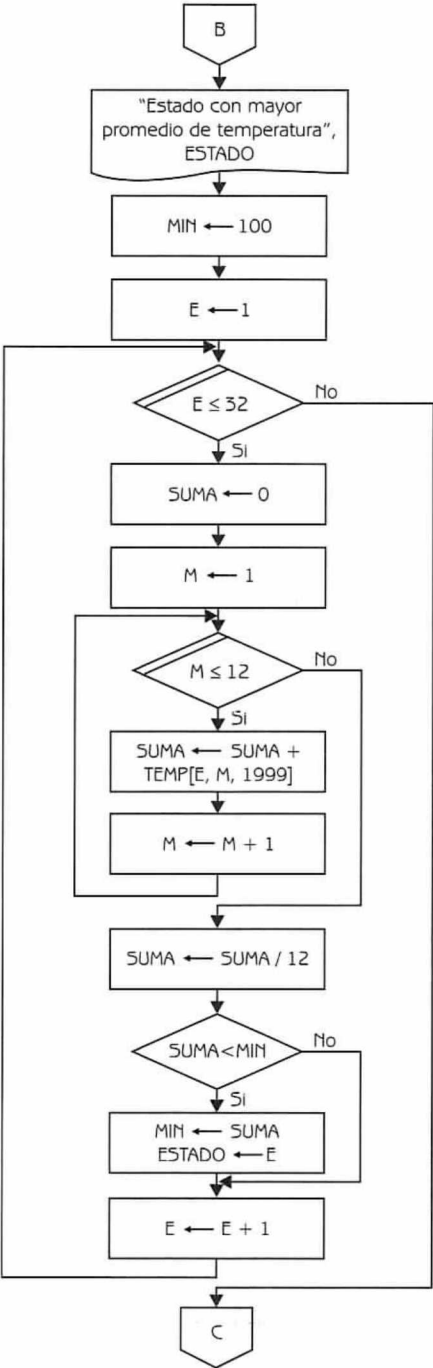 B
"Estado con mayor
promedio de temperatura",
ESTADO
MIN ← 100
E ← 1
E ≤ 32
No
Si
SUMA ← 0
M ← 1
M ≤ 12
No
Si
SUMA ← SUMA +
TEMP[E, M, 1999]
M ← M + 1
SUMA ← SUMA / 12
SUMA<MIN
No
Si
MIN ← SUMA
ESTADO ← E
E ← E + 1
C